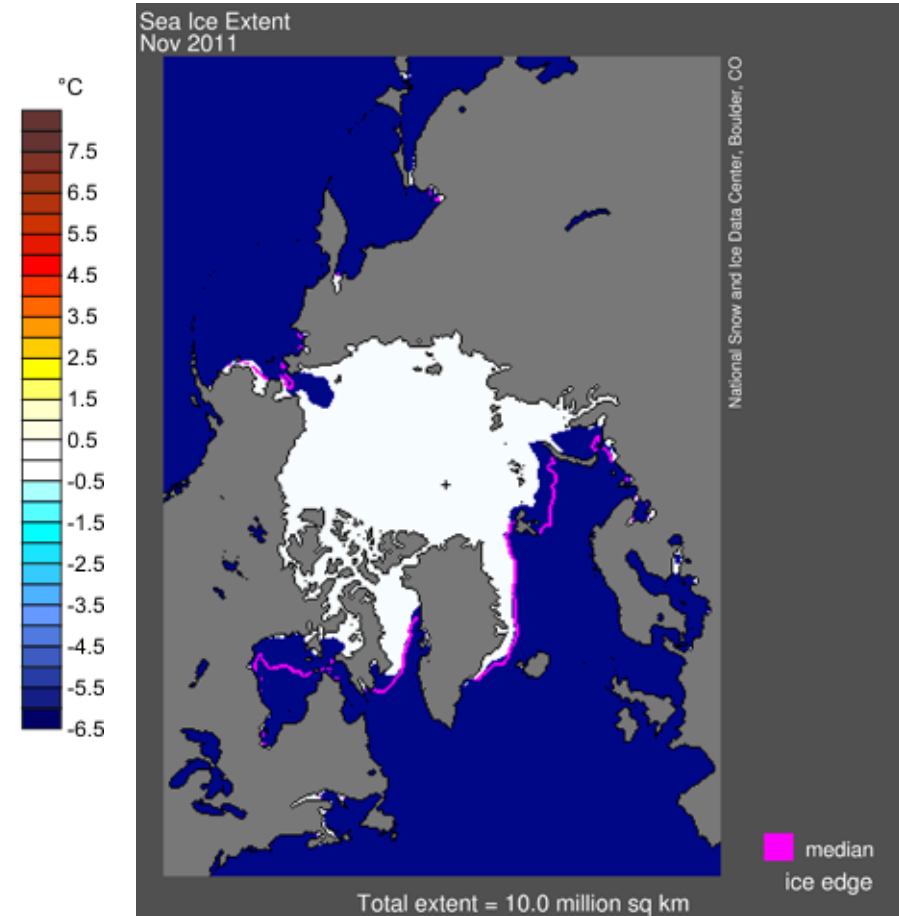 Sea Ice Extent
Nov 2011
°C
7.5
6.5
5.5
4.5
3.5
2.5
1.5
0.5
-0.5
-1.5
-2.5
-3.5
-4.5
-5.5
-6.5
National Snow and Ice Data Center, Boulder, CO
median
ice edge
Total extent = 10.0 million sq km